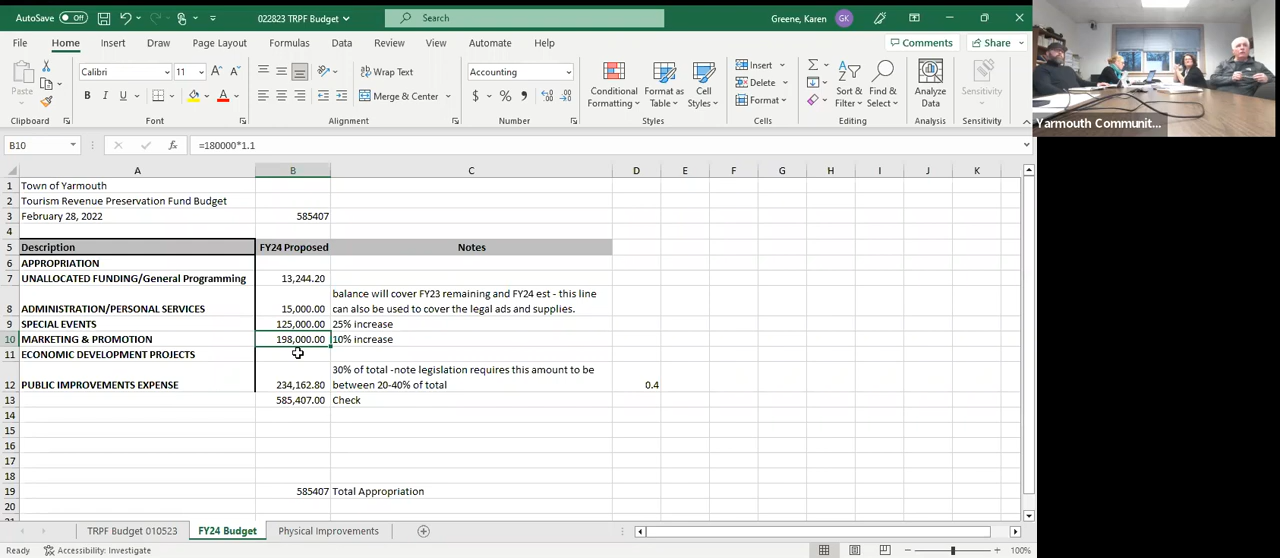 AutoSave Off 022823 TRPF Budget Search Greene, Karen GK
File Home Insert Draw Page Layout Formulas Data Review View Automate Help Comments Share
Calibri 11 A A Wrap Text Accounting Insert Σ
Paste B I U A Merge & Center $ % Delete Format
Conditional Formatting Format as Table Cell Styles Sort & Filter Find & Select Analyze Data Sensitivity
Clipboard Font Alignment Number Styles Cells Editing Analysis Sensitivity
Yarmouth Communit...
B10 fx =180000*1.1
A B C D E F G H I J K
1 Town of Yarmouth
2 Tourism Revenue Preservation Fund Budget
3 February 28, 2022 585407
4
5 Description FY24 Proposed Notes
6 APPROPRIATION
7 UNALLOCATED FUNDING/General Programming 13,244.20
balance will cover FY23 remaining and FY24 est - this line
8 ADMINISTRATION/PERSONAL SERVICES 15,000.00 can also be used to cover the legal ads and supplies.
9 SPECIAL EVENTS 125,000.00 25% increase
10 MARKETING & PROMOTION 198,000.00 10% increase
11 ECONOMIC DEVELOPMENT PROJECTS
30% of total -note legislation requires this amount to be
12 PUBLIC IMPROVEMENTS EXPENSE 234,162.80 between 20-40% of total 0.4
13 585,407.00 Check
14
15
16
17
18
19 585407 Total Appropriation
20
21
TRPF Budget 010523 FY24 Budget Physical Improvements
Ready Accessibility: Investigate 100%